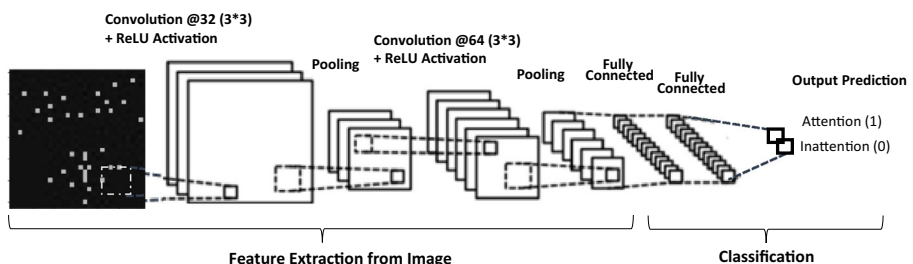 Convolution @32 (3*3)
+ ReLU Activation
Pooling
Convolution @64 (3*3)
+ ReLU Activation
Pooling
Fully
Connected
Fully
Connected
Output Prediction
Attention (1)
Inattention (0)
Feature Extraction from Image
Classification